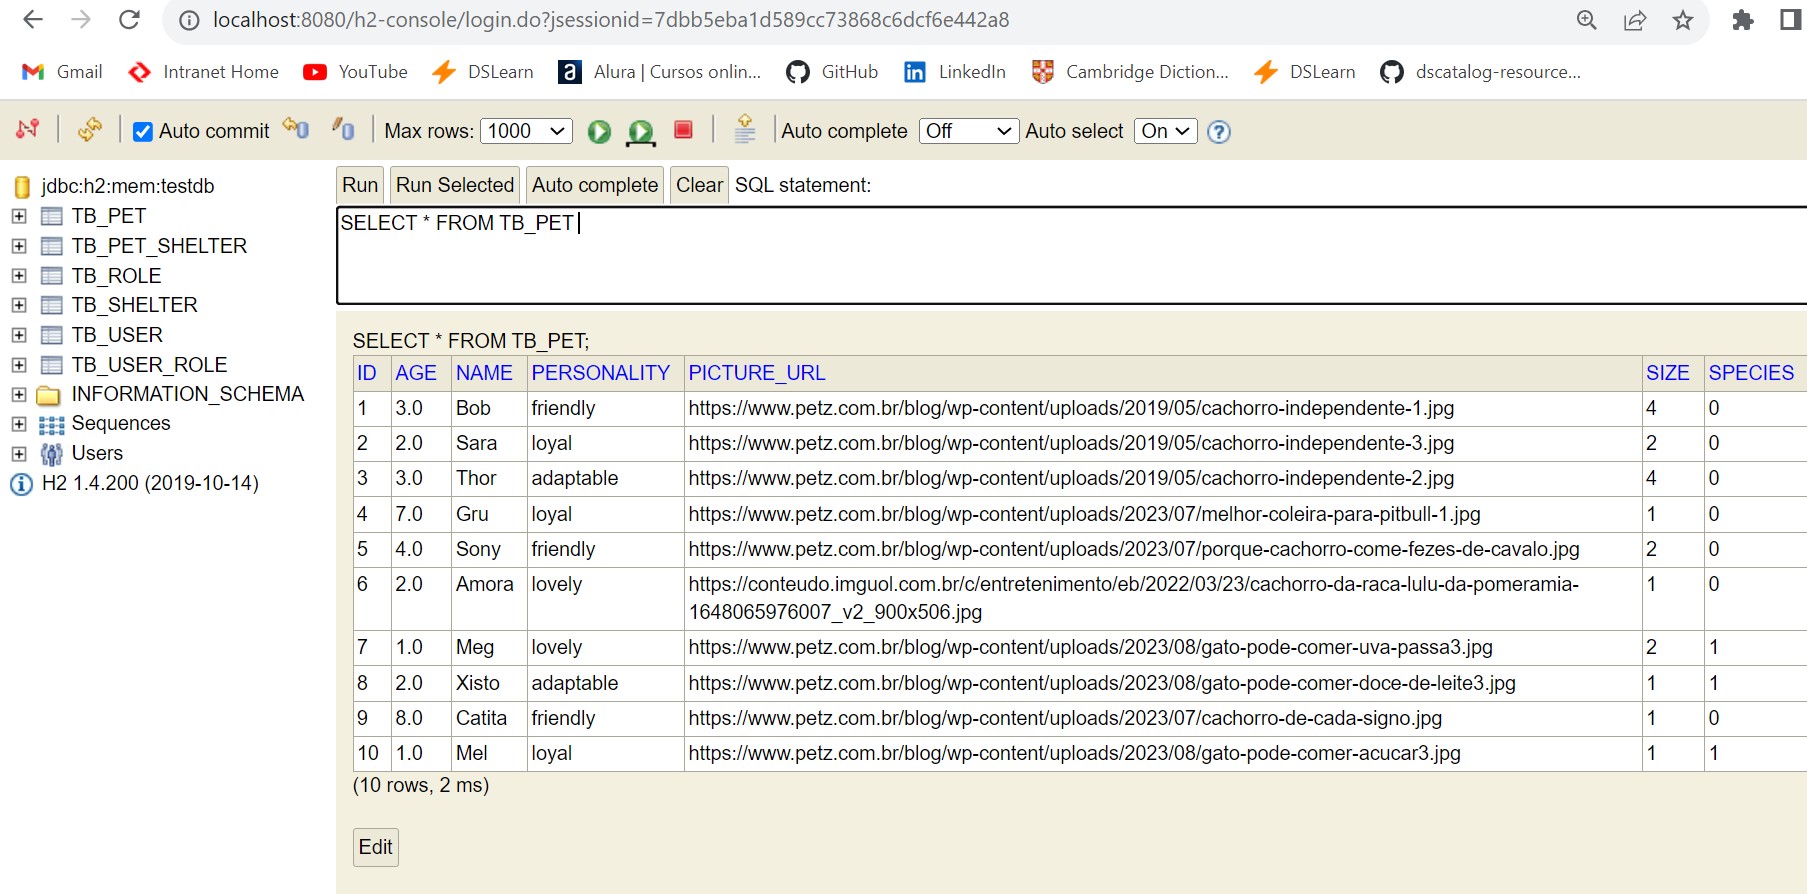 localhost:8080/h2-console/login.do?jsessionid=7dbb5eba1d589cc73868c6dcf6e442a8
Gmail Intranet Home YouTube DSLearn Alura | Cursos onlin... GitHub LinkedIn Cambridge Diction... DSLearn dscatalog-resource...
Auto commit Max rows: 1000 Auto complete Off Auto select On ?
jdbc:h2:mem:testdb
TB_PET
TB_PET_SHELTER
TB_ROLE
TB_SHELTER
TB_USER
TB_USER_ROLE
INFORMATION_SCHEMA
Sequences
Users
H2 1.4.200 (2019-10-14)
Run Run Selected Auto complete Clear SQL statement:
SELECT * FROM TB_PET
SELECT * FROM TB_PET;
ID AGE NAME PERSONALITY PICTURE_URL SIZE SPECIES
1 3.0 Bob friendly https://www.petz.com.br/blog/wp-content/uploads/2019/05/cachorro-independente-1.jpg 4 0
2 2.0 Sara loyal https://www.petz.com.br/blog/wp-content/uploads/2019/05/cachorro-independente-3.jpg 2 0
3 3.0 Thor adaptable https://www.petz.com.br/blog/wp-content/uploads/2019/05/cachorro-independente-2.jpg 4 0
4 7.0 Gru loyal https://www.petz.com.br/blog/wp-content/uploads/2023/07/melhor-coleira-para-pitbull-1.jpg 1 0
5 4.0 Sony friendly https://www.petz.com.br/blog/wp-content/uploads/2023/07/porque-cachorro-come-fezes-de-cavalo.jpg 2 0
6 2.0 Amora lovely https://conteudo.imguol.com.br/c/entretenimento/eb/2022/03/23/cachorro-da-raca-lulu-da-pomeramia- 1 0
1648065976007_v2_900x506.jpg
7 1.0 Meg lovely https://www.petz.com.br/blog/wp-content/uploads/2023/08/gato-pode-comer-uva-passa3.jpg 2 1
8 2.0 Xisto adaptable https://www.petz.com.br/blog/wp-content/uploads/2023/08/gato-pode-comer-doce-de-leite3.jpg 1 1
9 8.0 Catita friendly https://www.petz.com.br/blog/wp-content/uploads/2023/07/cachorro-de-cada-signo.jpg 1 0
10 1.0 Mel loyal https://www.petz.com.br/blog/wp-content/uploads/2023/08/gato-pode-comer-acucar3.jpg 1 1
(10 rows, 2 ms)
Edit